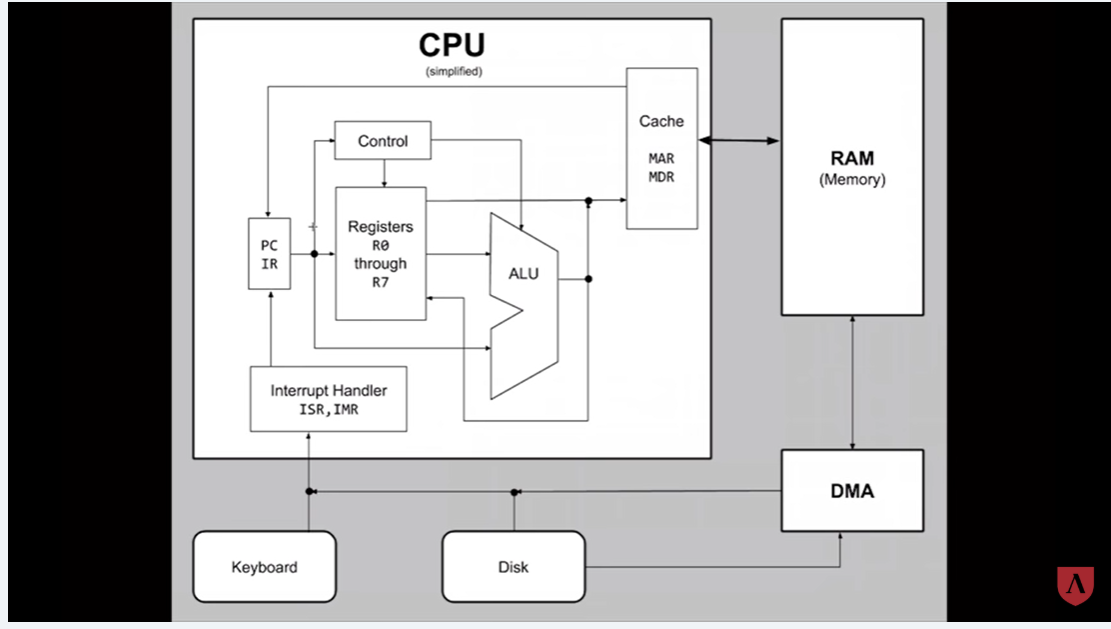 CPU
(simplified)
Cache
MAR
MDR
Control
Registers
R0
through
R7
PC
IR
ALU
Interrupt Handler
ISR,IMR
RAM
(Memory)
DMA
Keyboard
Disk